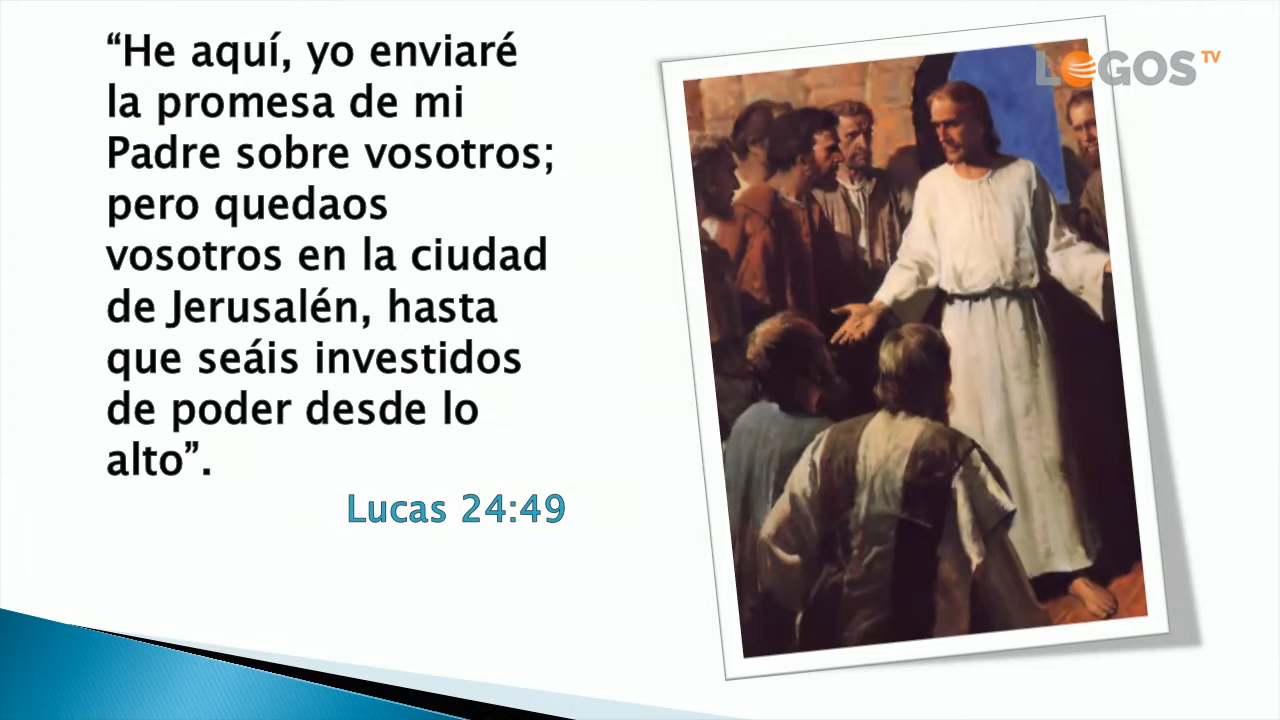 “He aquí, yo enviaré
la promesa de mi
Padre sobre vosotros;
pero quedaos
vosotros en la ciudad
de Jerusalén, hasta
que seáis investidos
de poder desde lo
alto”.
Lucas 24:49
LOGOS TV